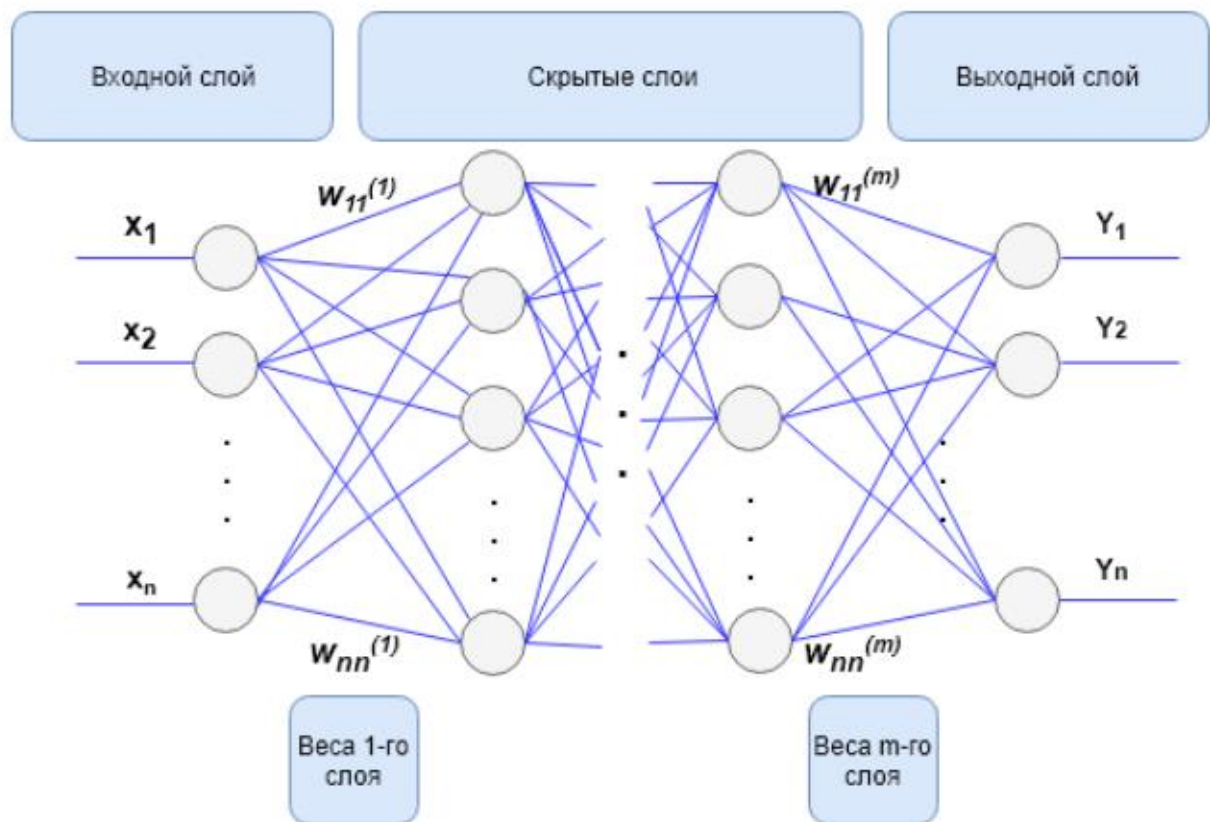 Входной слой
Скрытые слои
Выходной слой
w₁₁⁽¹⁾
w₁₁⁽ᵐ⁾
x₁
Y₁
x₂
Y₂
xₙ
Yₙ
wₙₙ⁽¹⁾
wₙₙ⁽ᵐ⁾
Веса 1-го
слоя
Веса m-го
слоя